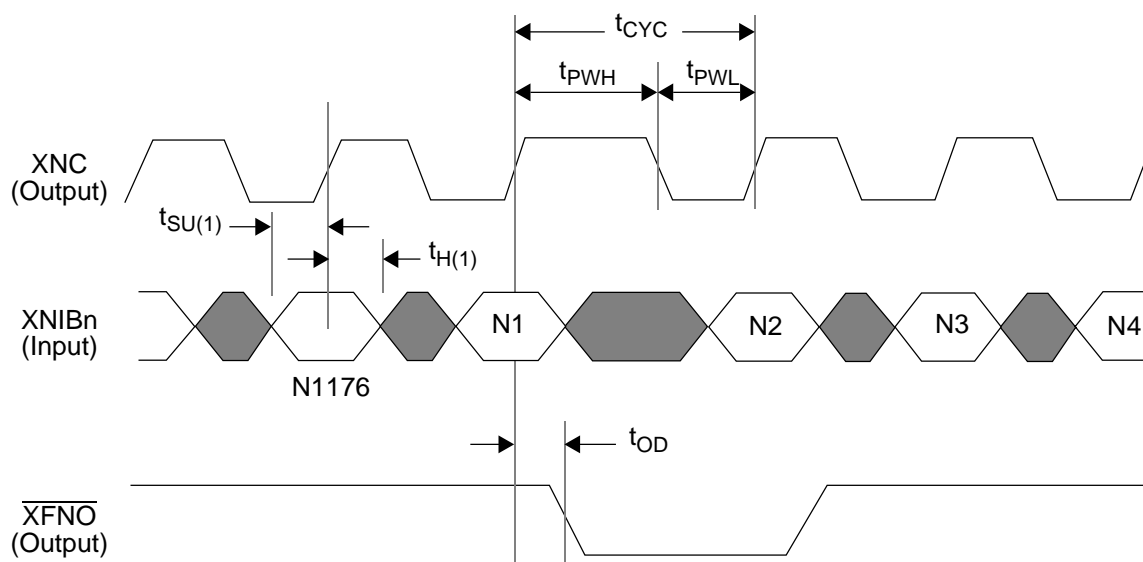 tCYC
tPWH
tPWL
XNC
(Output)
tSU(1)
tH(1)
XNIBn
(Input)
N1
N2
N3
N4
N1176
tOD
XFNO
(Output)